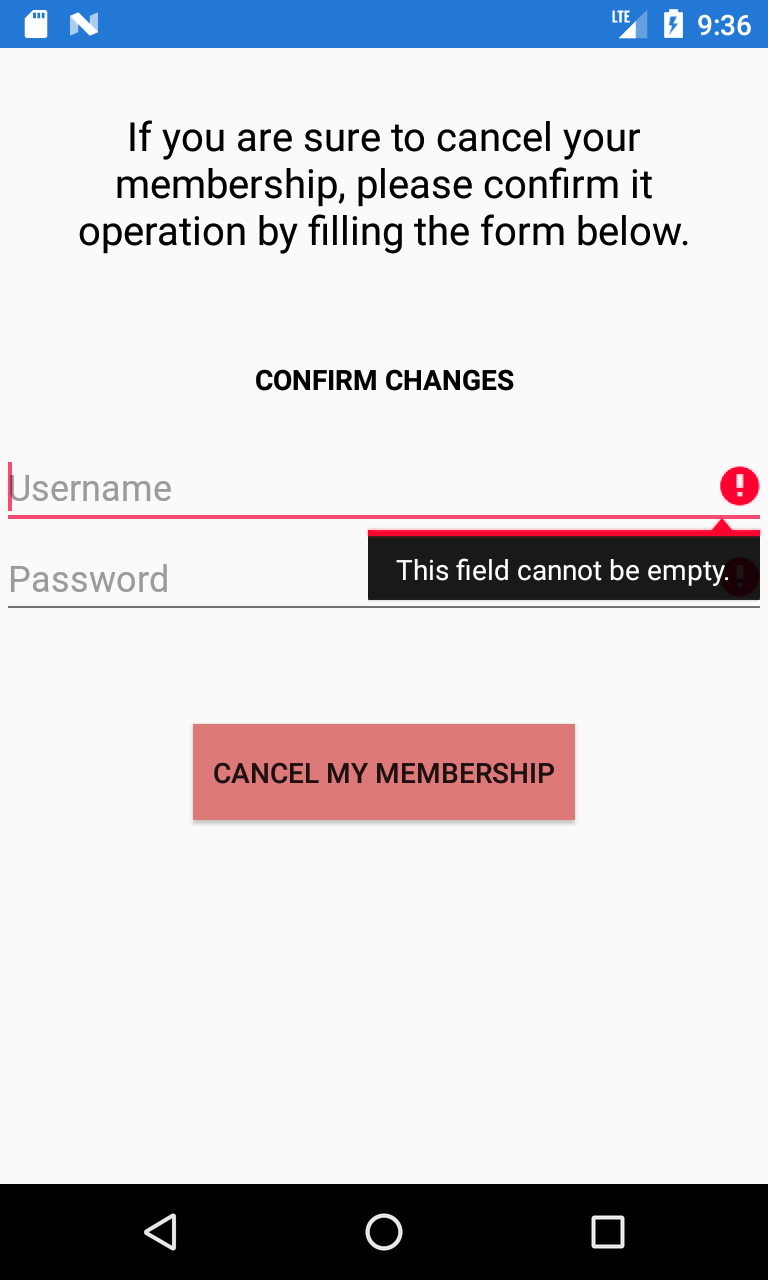 LTE 9:36
If you are sure to cancel your
membership, please confirm it
operation by filling the form below.
CONFIRM CHANGES
Username
This field cannot be empty.
Password
CANCEL MY MEMBERSHIP